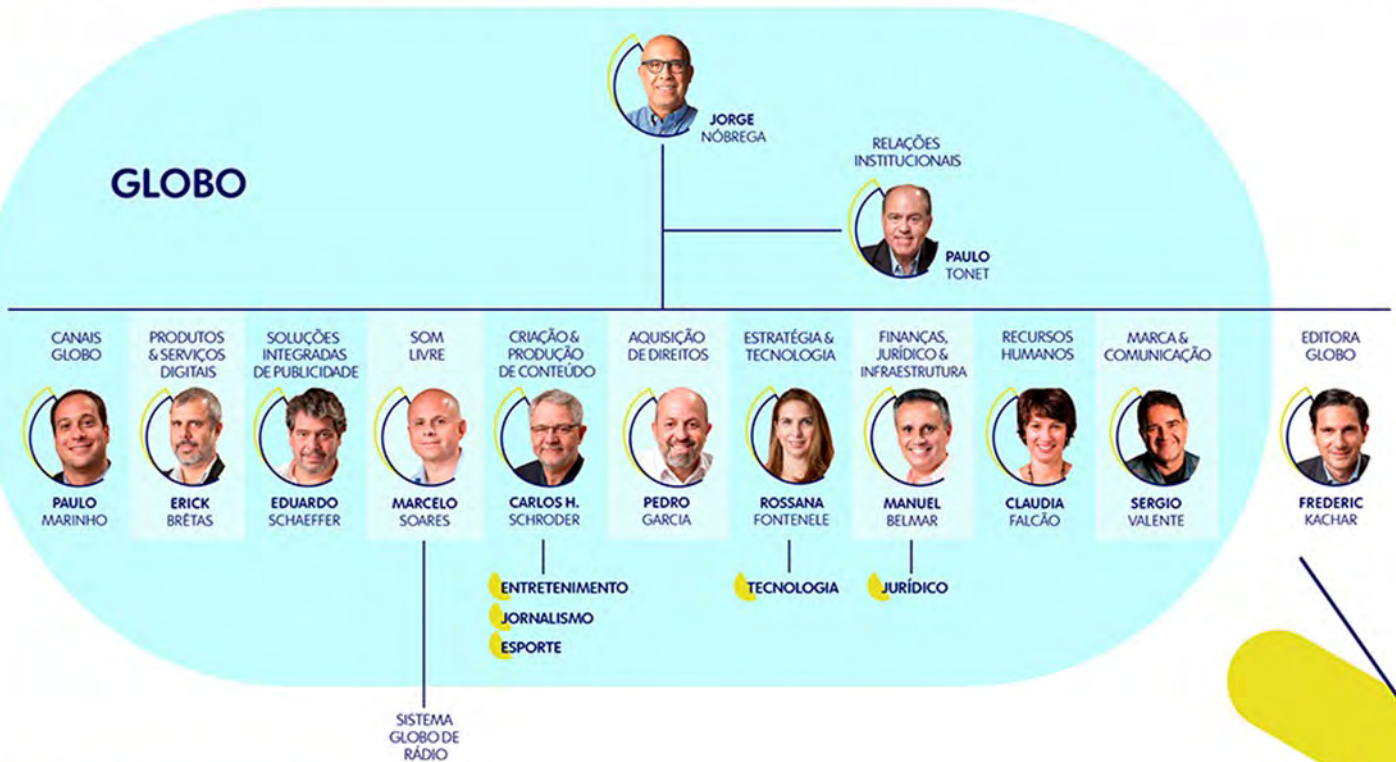 JORGE
NÓBREGA
RELAÇÕES
INSTITUCIONAIS
GLOBO
PAULO
TONET
CANAIS
GLOBO
PAULO
MARINHO
PRODUTOS
& SERVIÇOS
DIGITAIS
ERICK
BRÊTAS
SOLUÇÕES
INTEGRADAS
DE PUBLICIDADE
EDUARDO
SCHAEFFER
SOM
LIVRE
MARCELO
SOARES
SISTEMA
GLOBO DE
RÁDIO
CRIAÇÃO &
PRODUÇÃO
DE CONTEÚDO
CARLOS H.
SCHRODER
ENTRETENIMENTO
JORNALISMO
ESPORTE
AQUISIÇÃO
DE DIREITOS
PEDRO
GARCIA
ESTRATÉGIA &
TECNOLOGIA
ROSSANA
FONTENELE
TECNOLOGIA
FINANÇAS,
JURÍDICO &
INFRAESTRUTURA
MANUEL
BELMAR
JURÍDICO
RECURSOS
HUMANOS
CLAUDIA
FALCÃO
MARCA &
COMUNICAÇÃO
SERGIO
VALENTE
EDITORA
GLOBO
FREDERIC
KACHAR